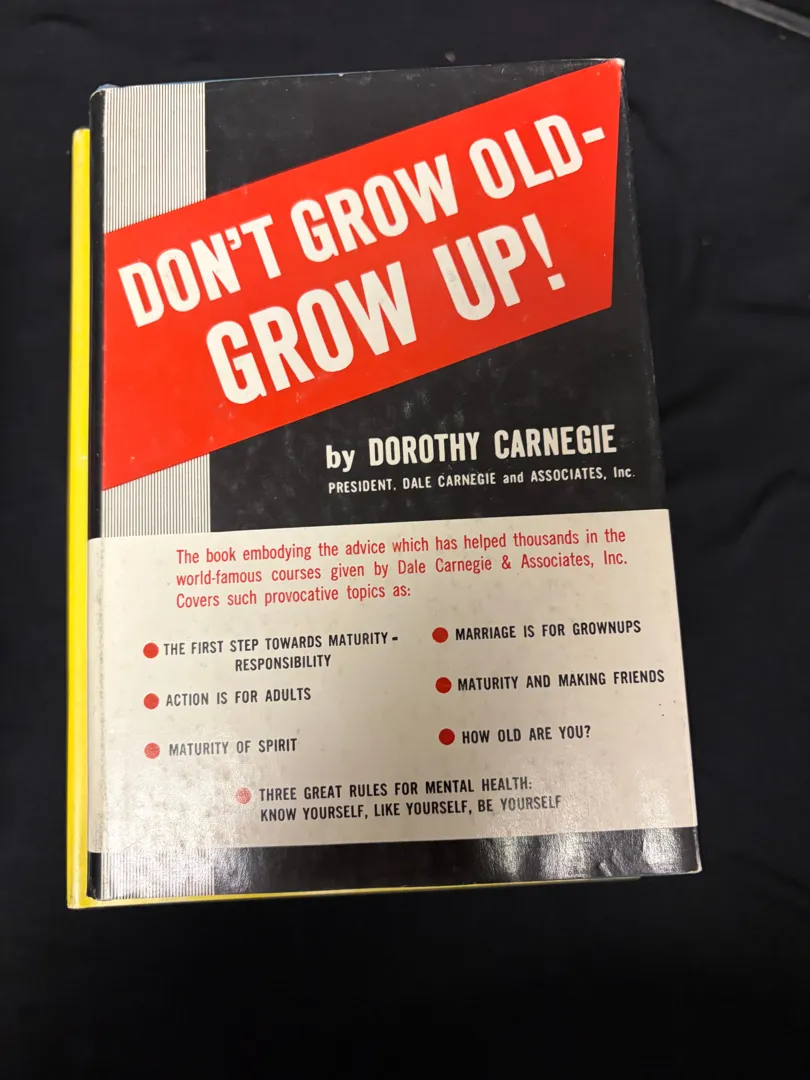 DON'T GROW OLD-
GROW UP!
by DOROTHY CARNEGIE
PRESIDENT, DALE CARNEGIE and ASSOCIATES, Inc.
The book embodying the advice which has helped thousands in the
world-famous courses given by Dale Carnegie & Associates, Inc.
Covers such provocative topics as:
THE FIRST STEP TOWARDS MATURITY-
RESPONSIBILITY
ACTION IS FOR ADULTS
MATURITY OF SPIRIT
MARRIAGE IS FOR GROWNUPS
MATURITY AND MAKING FRIENDS
HOW OLD ARE YOU?
THREE GREAT RULES FOR MENTAL HEALTH:
KNOW YOURSELF, LIKE YOURSELF, BE YOURSELF